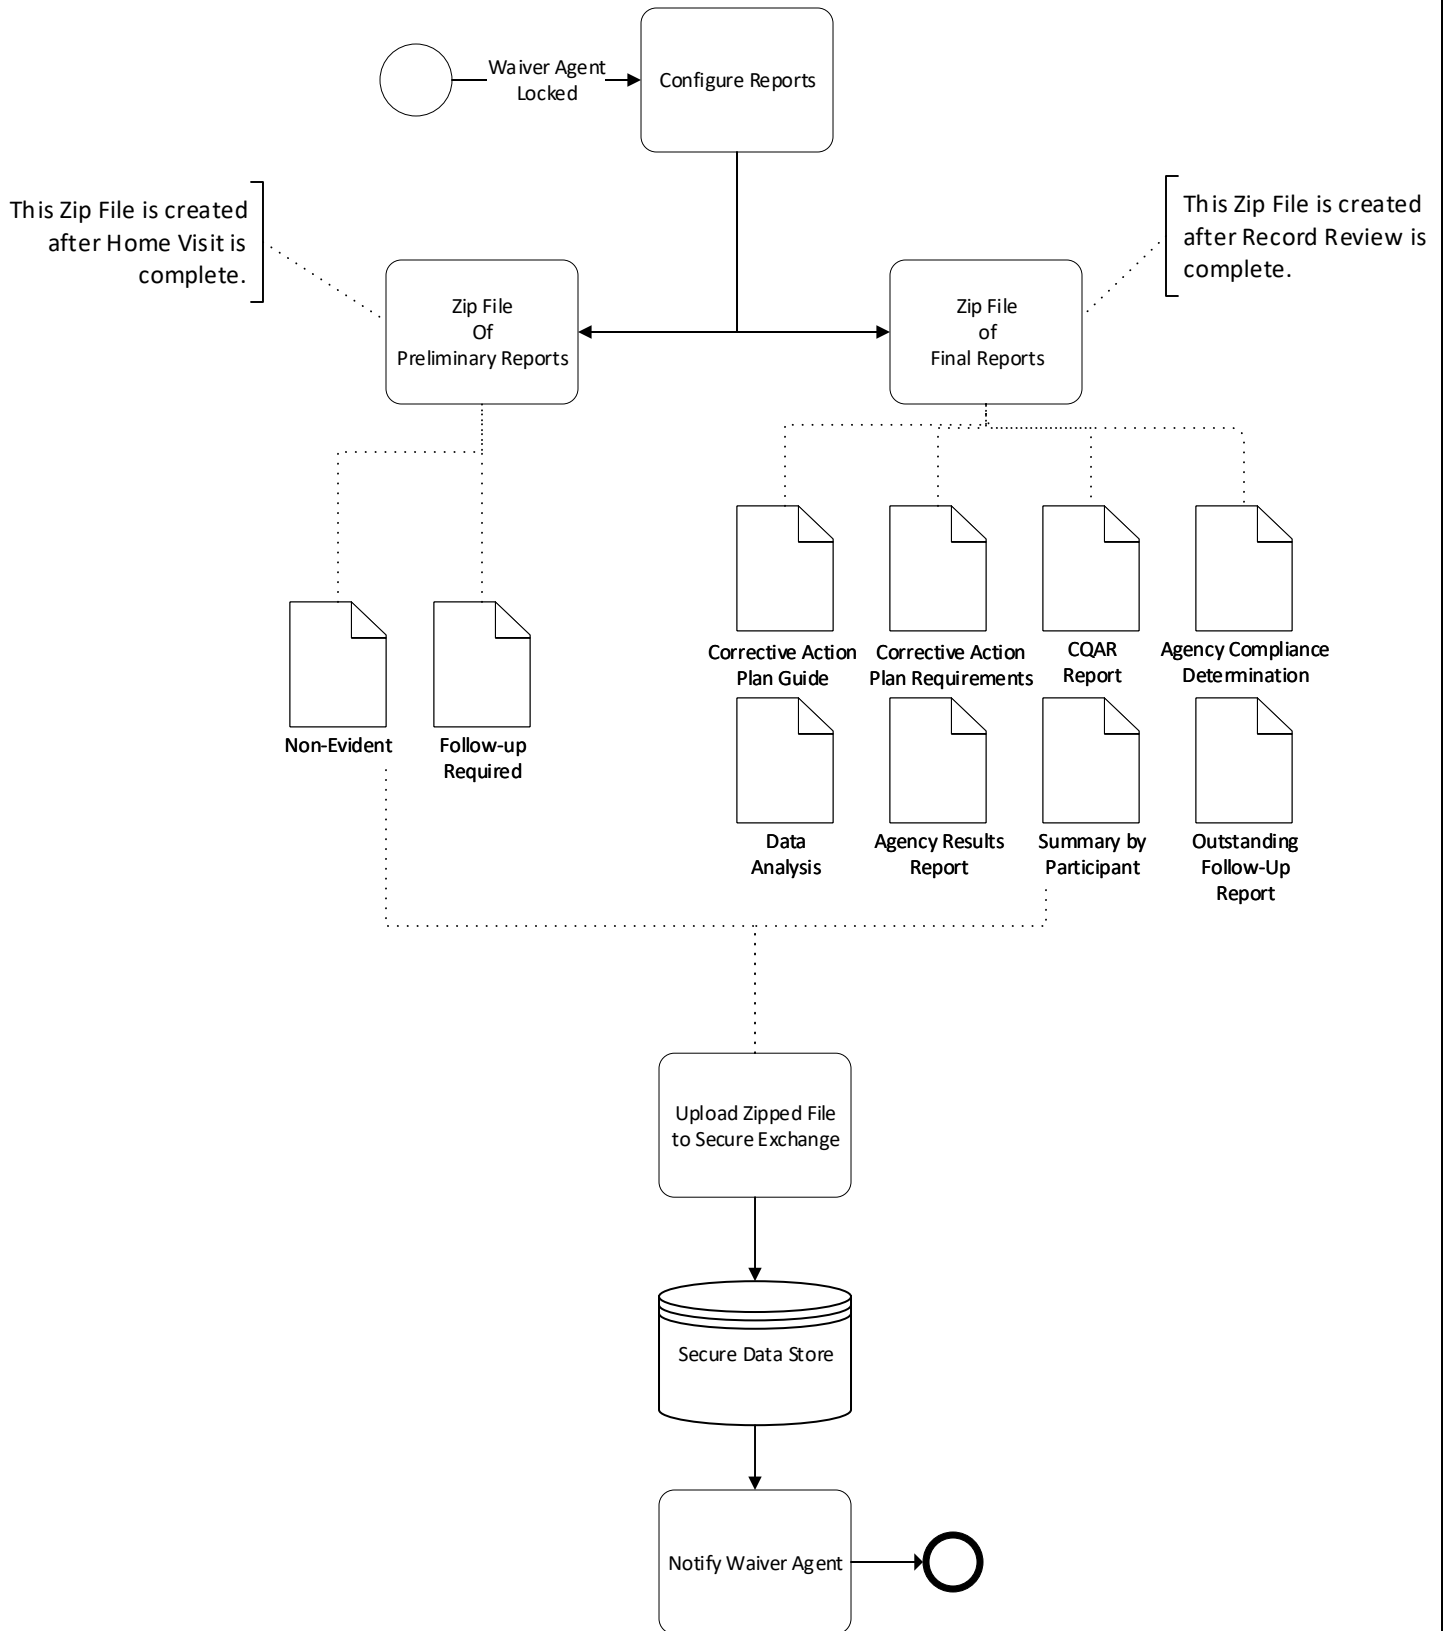 Waiver Agent
Locked
Configure Reports
This Zip File is created
after Home Visit is
complete.
This Zip File is created
after Record Review is
complete.
Zip File
Of
Preliminary Reports
Zip File
of
Final Reports
Corrective Action
Plan Guide
Corrective Action
Plan Requirements
CQAR
Report
Agency Compliance
Determination
Non-Evident
Follow-up
Required
Data
Analysis
Agency Results
Report
Summary by
Participant
Outstanding
Follow-Up
Report
Upload Zipped File
to Secure Exchange
Secure Data Store
Notify Waiver Agent